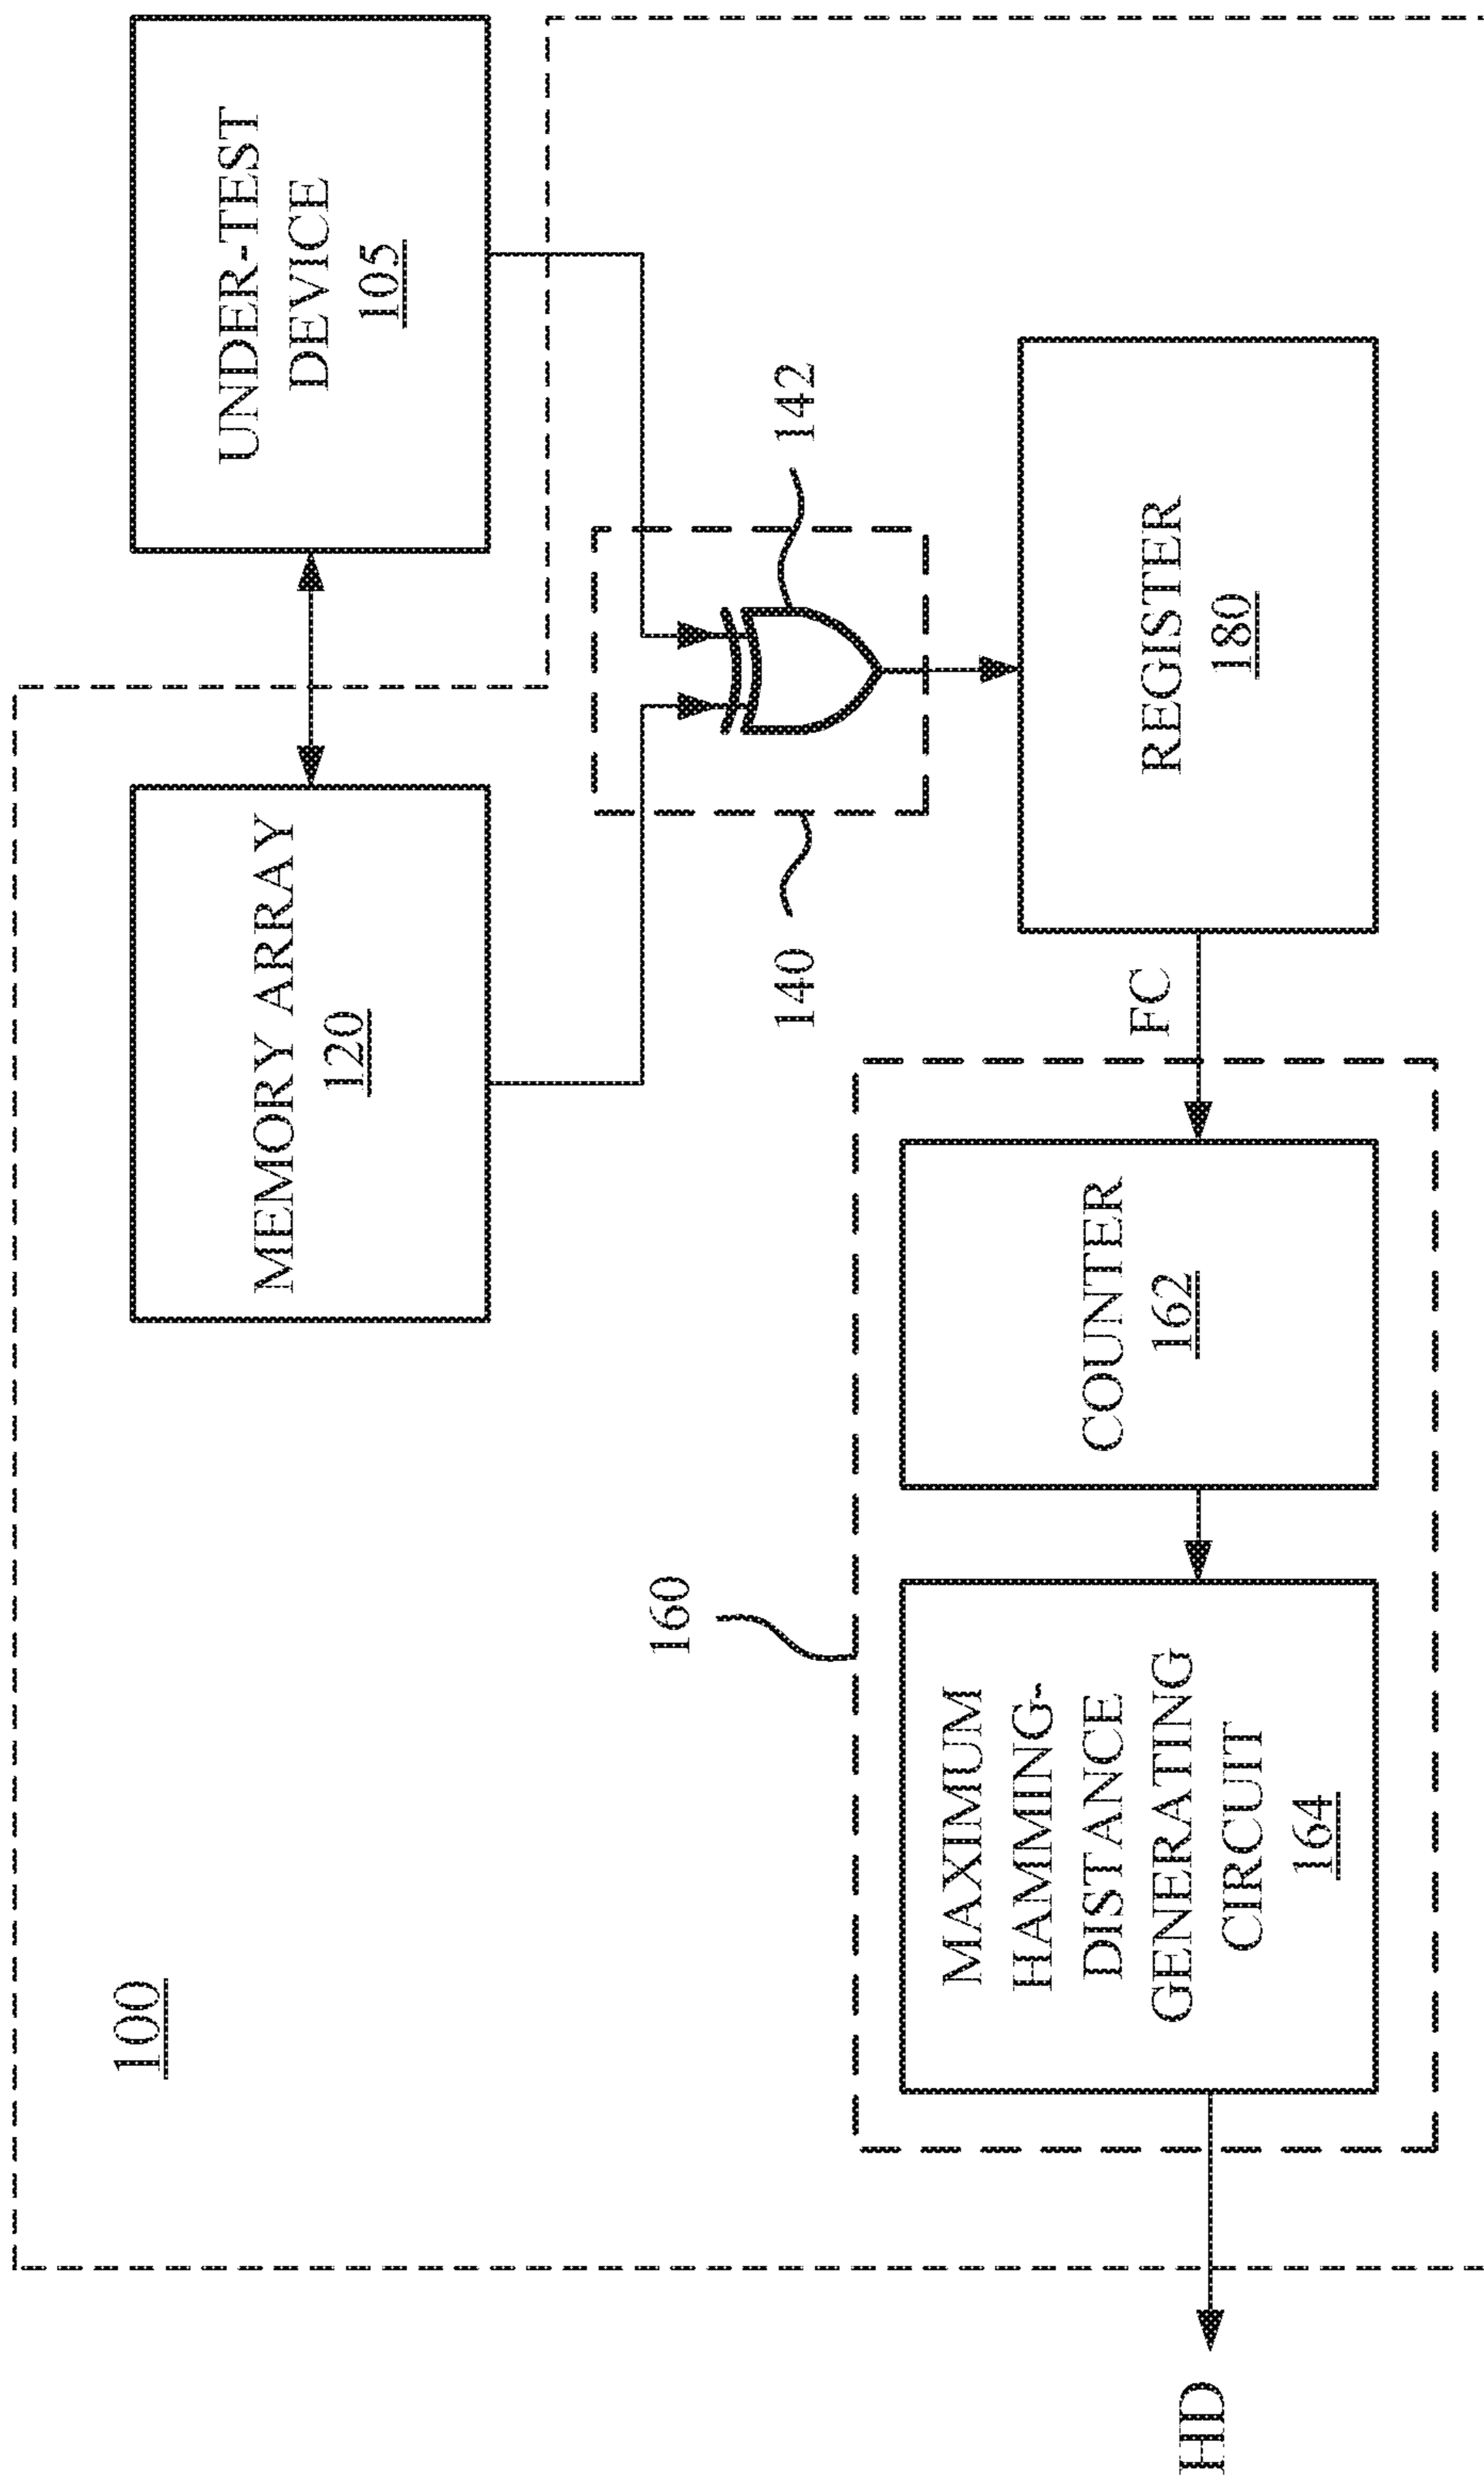 100
MEMORY ARRAY
120
UNDER-TEST
DEVICE
105
160
140
142
MAXIMUM
HAMMING-
DISTANCE
GENERATING
CIRCUIT
164
COUNTER
162
FC
REGISTER
180
HD